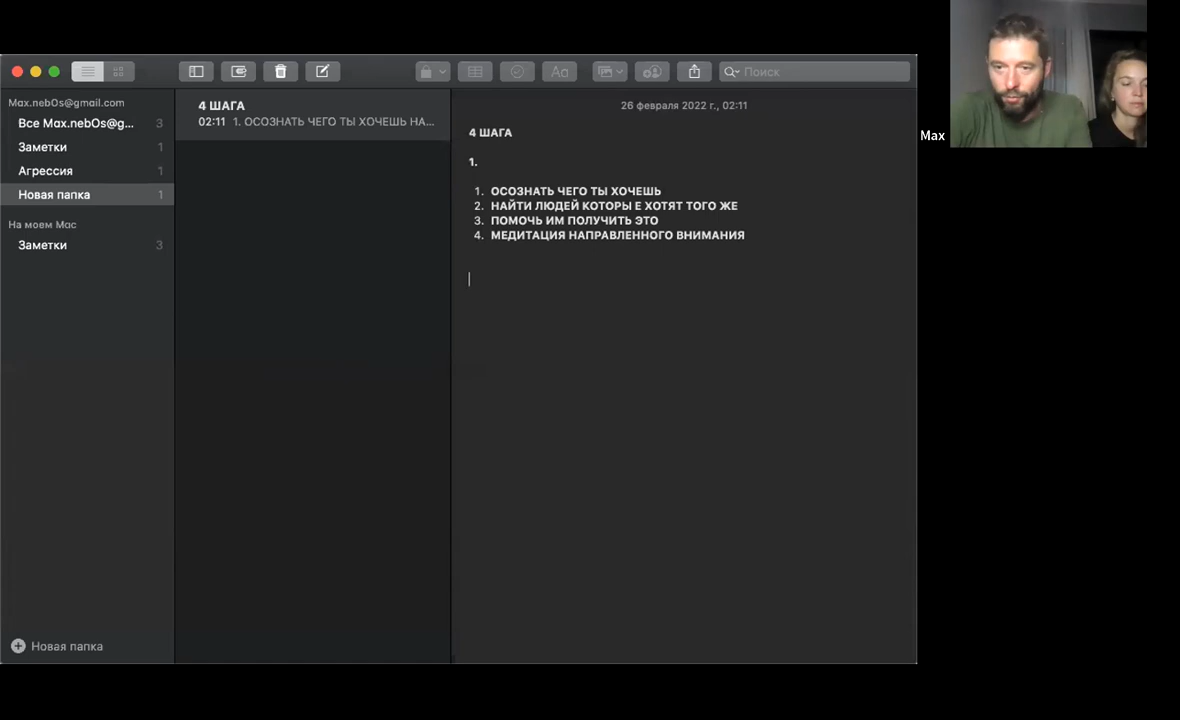 Поиск
Max.nebOs@gmail.com
Все Max.nebOs@g... 3
Заметки 1
Агрессия 1
Новая папка 1
На моем Mac
Заметки 3
Новая папка
4 ШАГА
02:11 1. ОСОЗНАТЬ ЧЕГО ТЫ ХОЧЕШЬ НА...
26 февраля 2022 г., 02:11
4 ШАГА
1.
1. ОСОЗНАТЬ ЧЕГО ТЫ ХОЧЕШЬ
2. НАЙТИ ЛЮДЕЙ КОТОРЫ Е ХОТЯТ ТОГО ЖЕ
3. ПОМОЧЬ ИМ ПОЛУЧИТЬ ЭТО
4. МЕДИТАЦИЯ НАПРАВЛЕННОГО ВНИМАНИЯ
Aa
Max